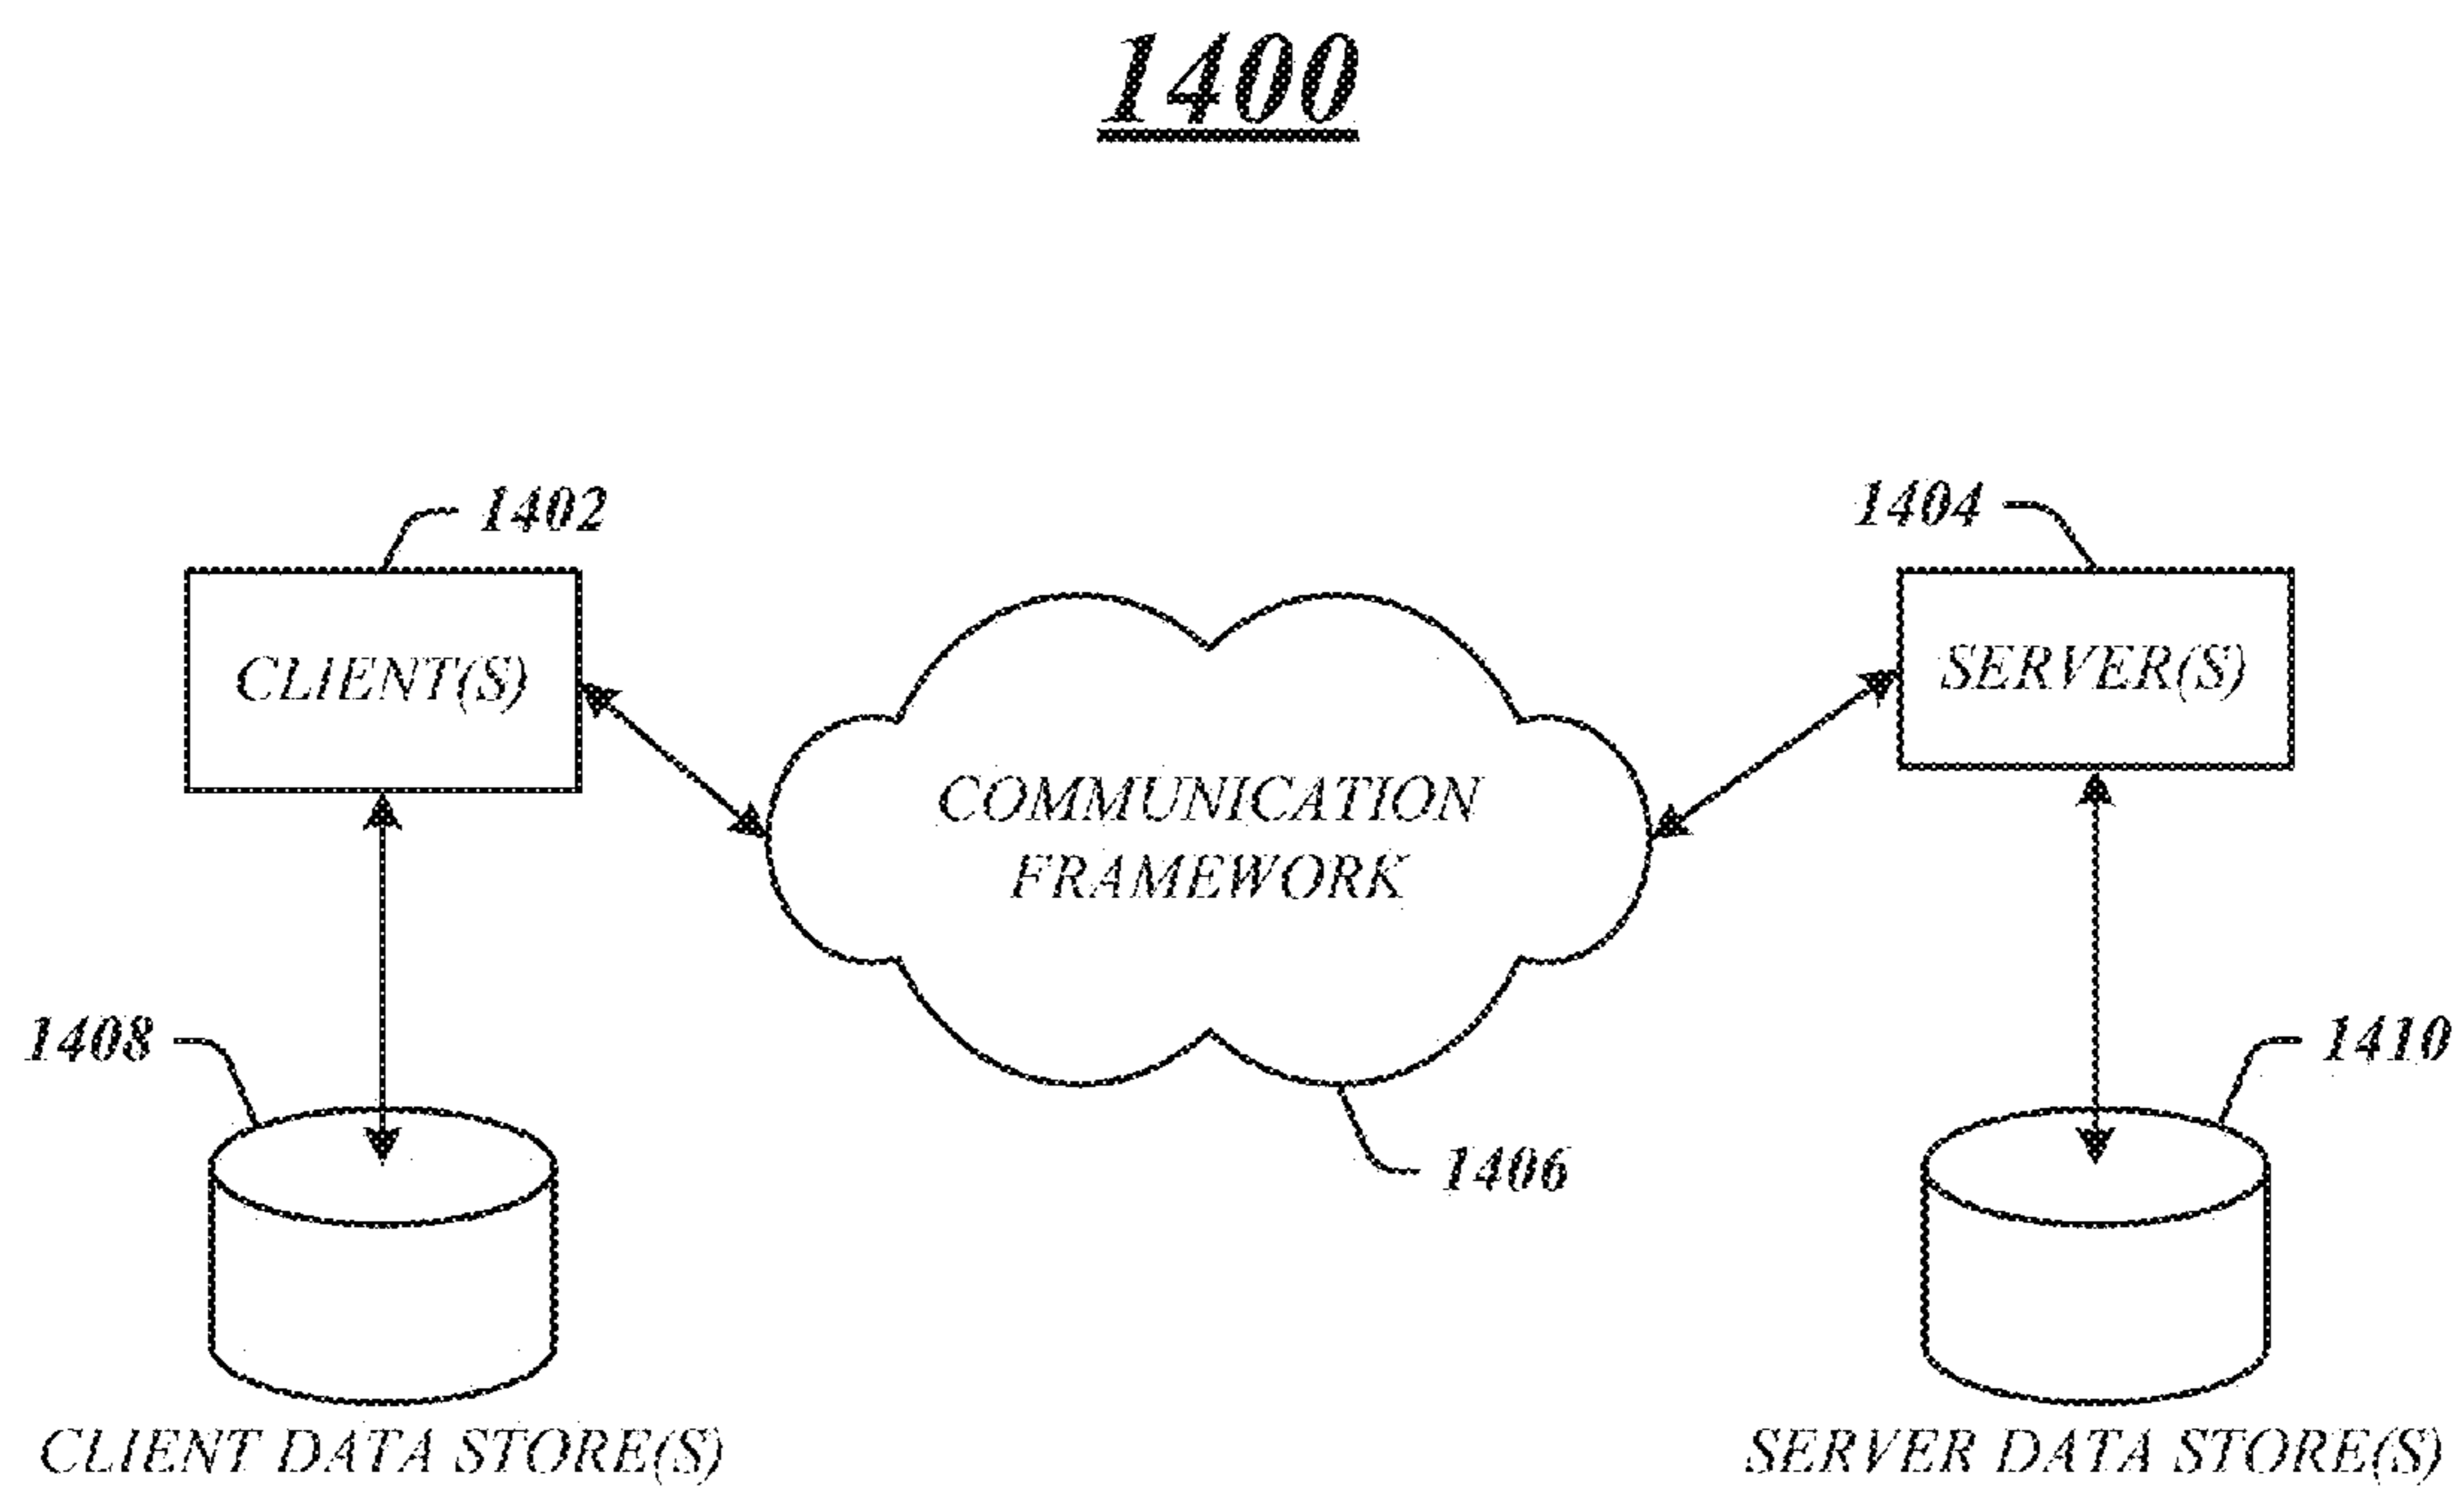 1400
1402
1404
CLIENT(S)
SERVER(S)
COMMUNICATION
FRAMEWORK
1408
1410
1406
CLIENT DATA STORE(S)
SERVER DATA STORE(S)